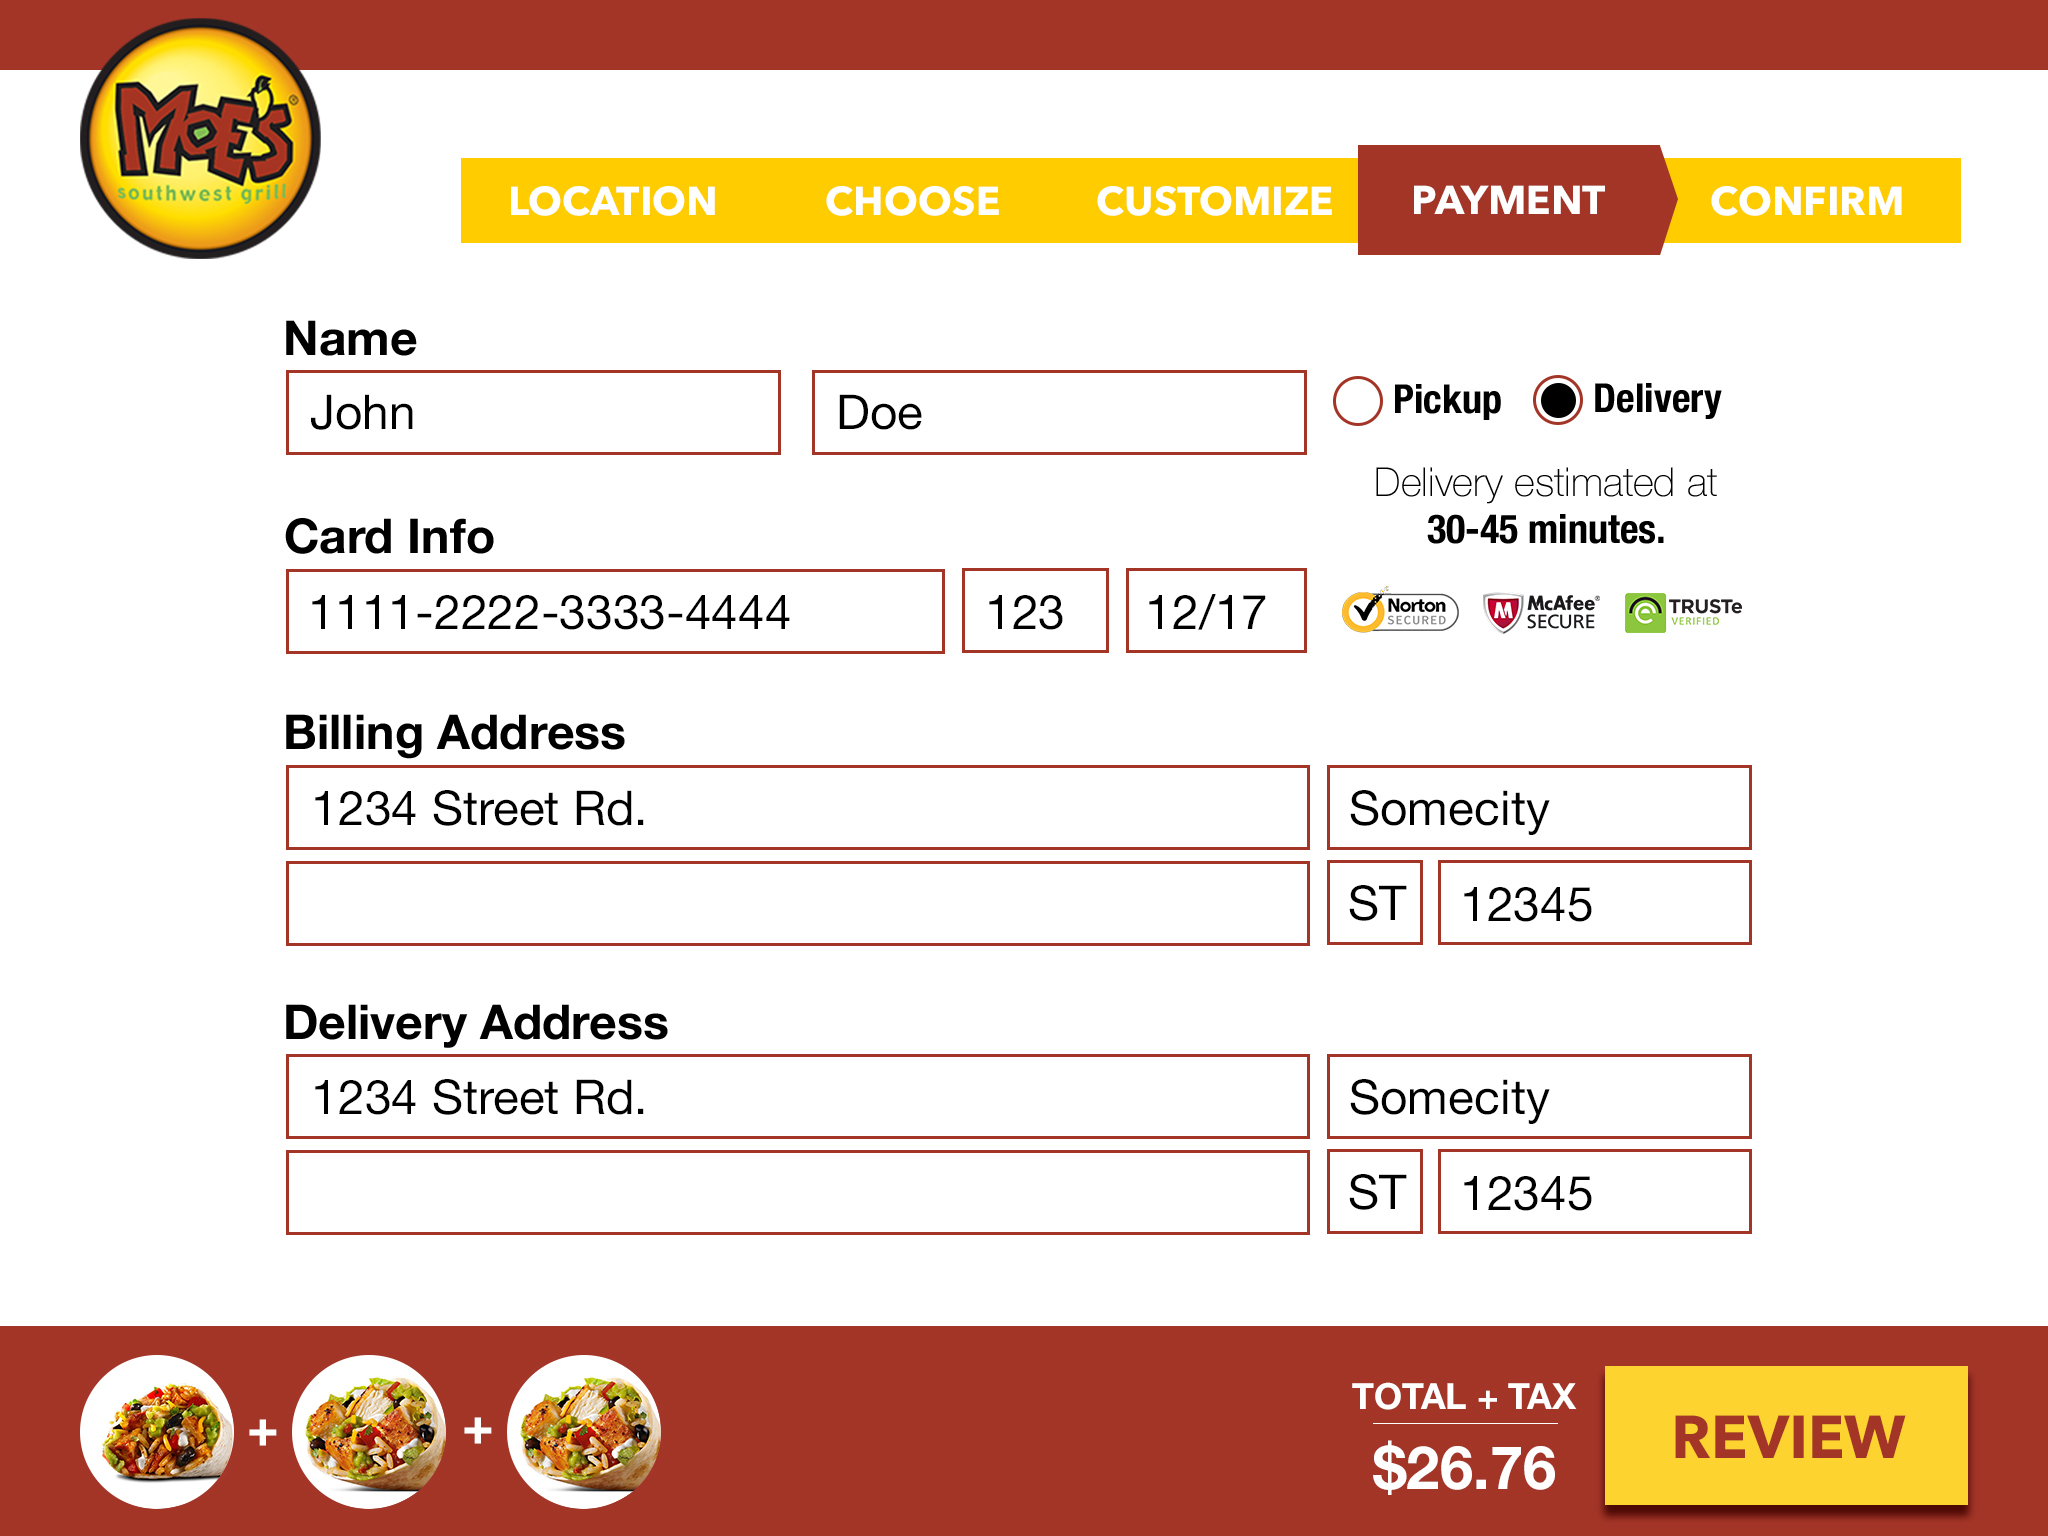 MOE'S®
southwest grill
LOCATION CHOOSE CUSTOMIZE PAYMENT CONFIRM
Name
John Doe
Pickup Delivery
Delivery estimated at
30-45 minutes.
Card Info
1111-2222-3333-4444 123 12/17
Norton
SECURED
McAfee®
SECURE
TRUSTe
VERIFIED
Billing Address
1234 Street Rd. Somecity
ST 12345
Delivery Address
1234 Street Rd. Somecity
ST 12345
+ +
TOTAL + TAX
$26.76
REVIEW